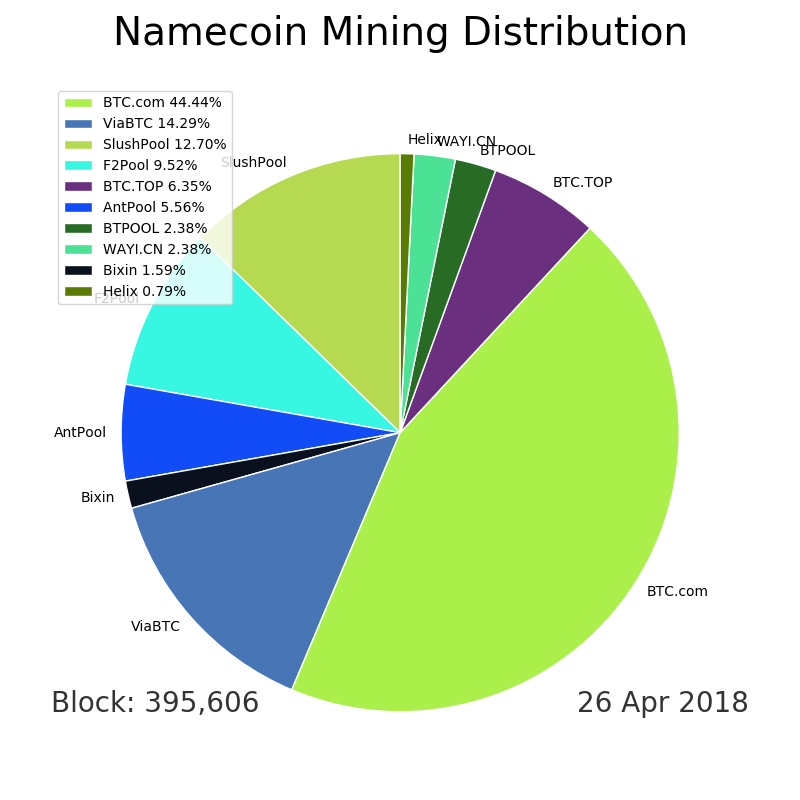 Namecoin Mining Distribution
BTC.com 44.44%
ViaBTC 14.29%
SlushPool 12.70%
F2Pool 9.52%
BTC.TOP 6.35%
AntPool 5.56%
BTPOOL 2.38%
WAYI.CN 2.38%
Bixin 1.59%
Helix 0.79%
Helix
WAYI.CN
BTPOOL
SlushPool
BTC.TOP
F2Pool
AntPool
Bixin
BTC.com
ViaBTC
Block: 395,606
26 Apr 2018